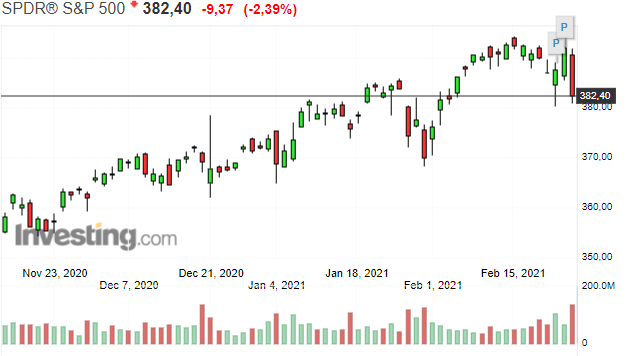 SPDR® S&P 500 382,40 -9,37 (-2,39%)
P
P
382.40
380.00
370.00
360.00
350.00
Investing.com
Nov 23, 2020 Dec 21, 2020 Jan 18, 2021 Feb 15, 2021
Dec 7, 2020 Jan 4, 2021 Feb 1, 2021
200.0M
0